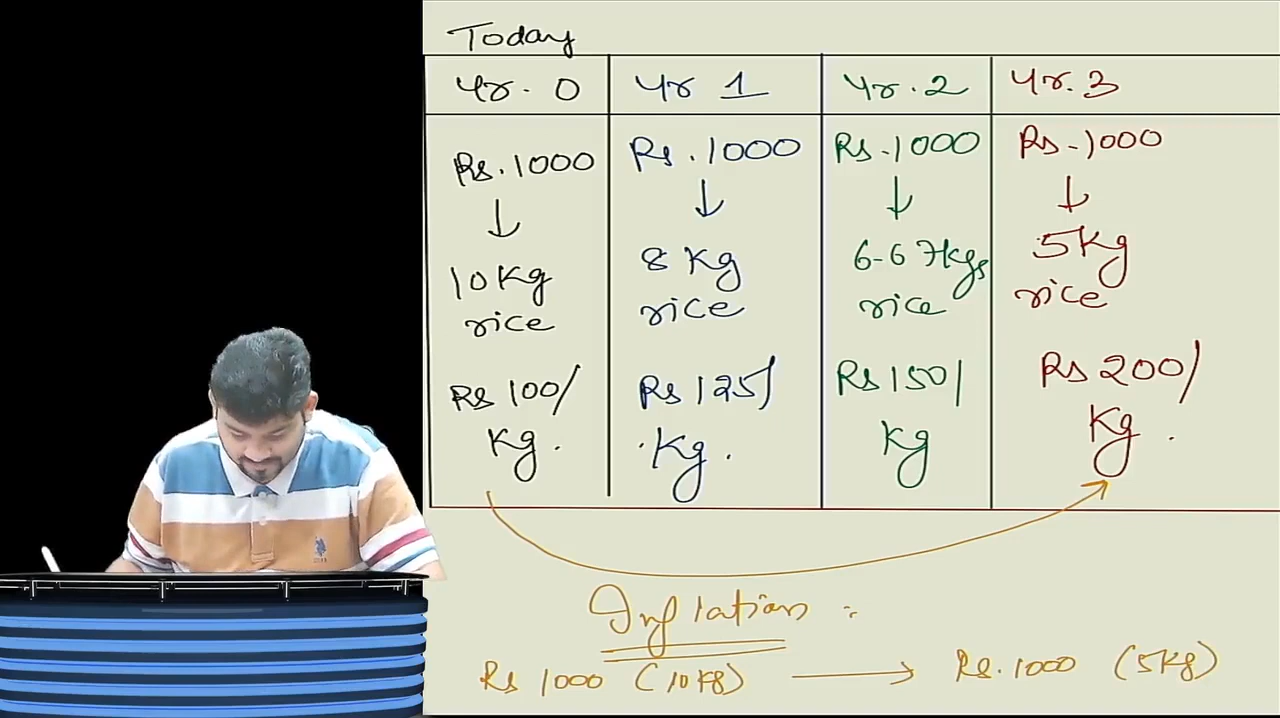 Today
Yr. 0 Yr 1 Yr. 2 Yr. 3
Rs. 1000 Rs. 1000 Rs. 1000 Rs. 1000
↓ ↓ ↓ ↓
10 Kg 8 Kg 6.67 kgs 5 Kg
rice rice rice rice
Rs 100/ Rs 125/ Rs 150/ Rs 200/
Kg. Kg. Kg Kg.
Inflation :
Rs 1000 (10 Kg) → Rs. 1000 (5 Kg)